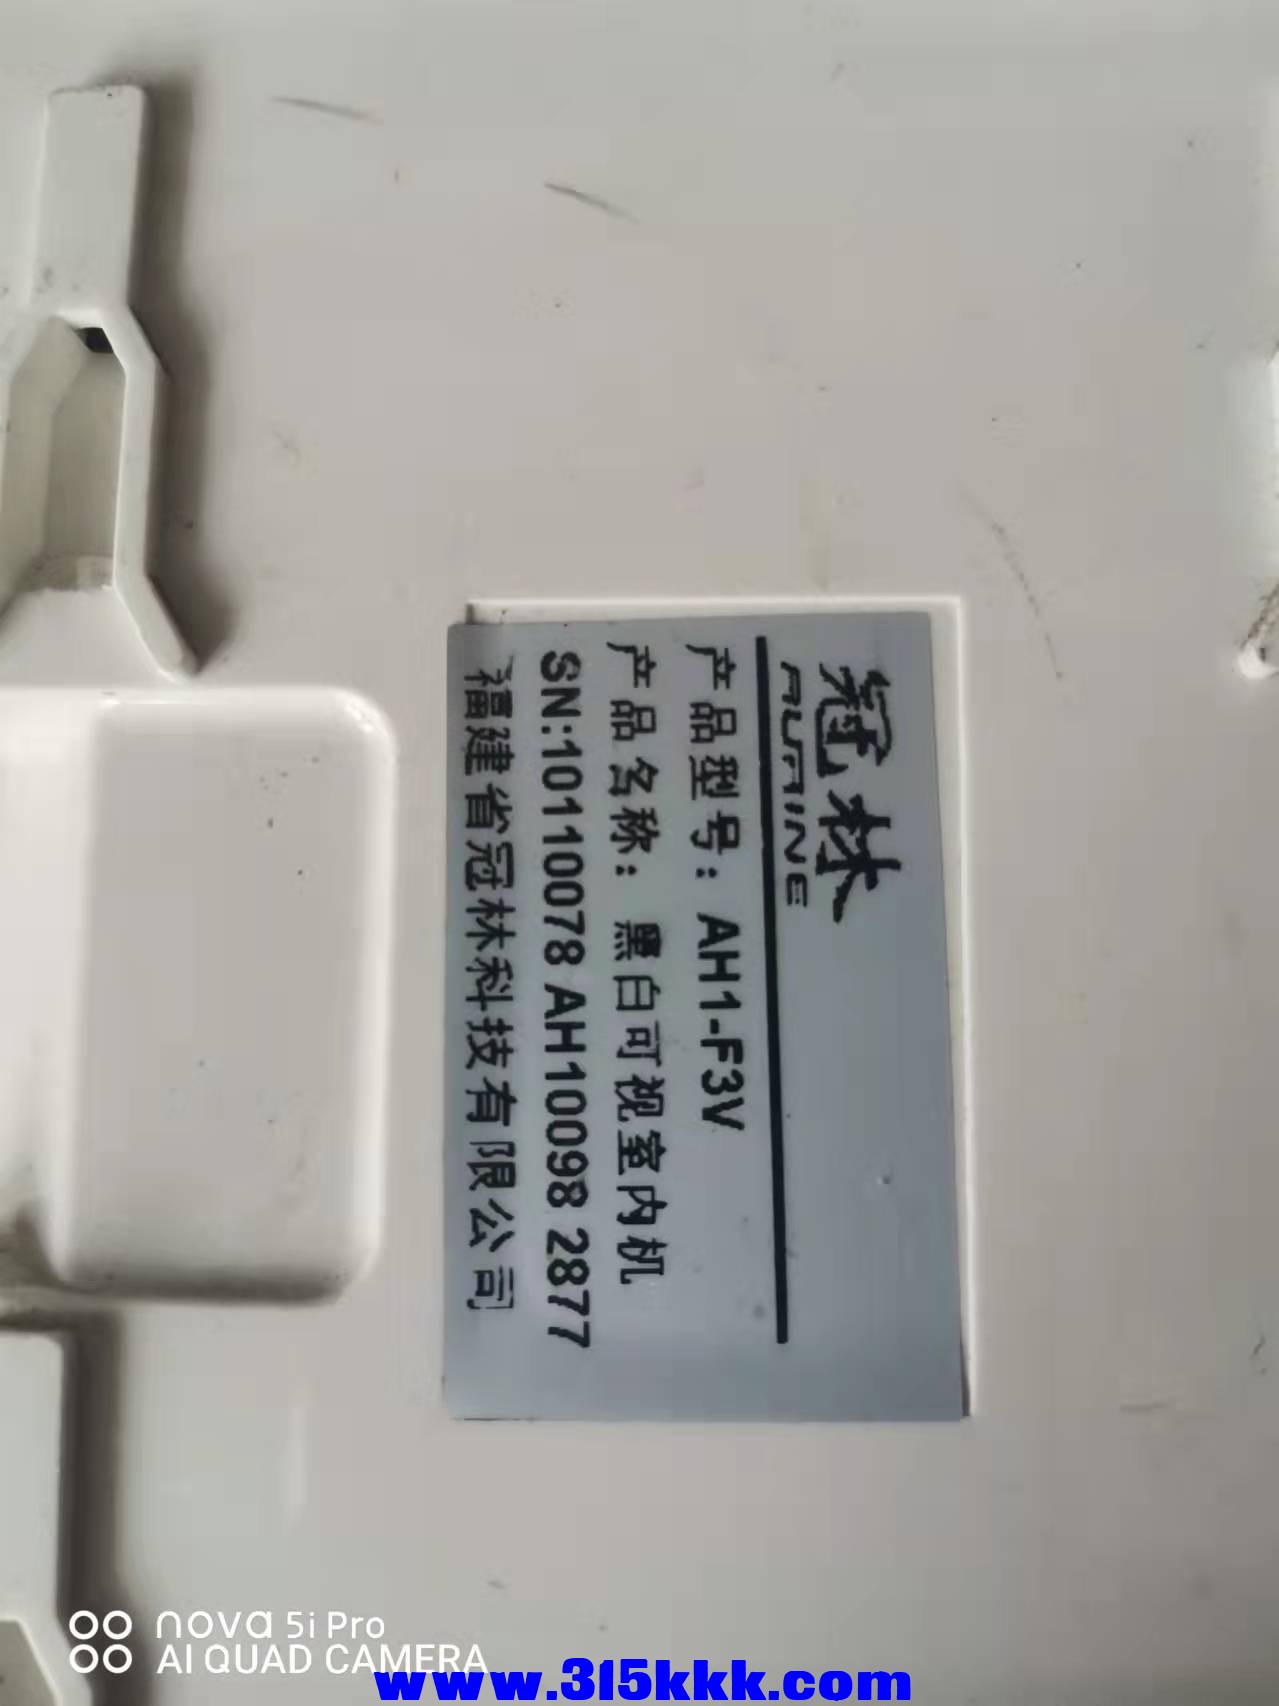 冠林
AURINE
产品型号：AH1-F3V
产品名称：黑白可视室内机
SN:10110078 AH10098 2877
福建省冠林科技有限公司
nova 5i Pro
AI QUAD CAMERA
www.315kkk.com